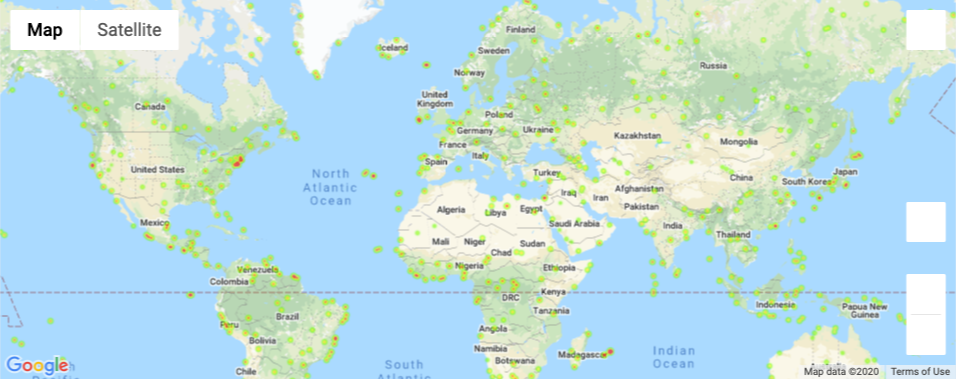 Map
Satellite
Iceland
Finland
Sweden
Norway
Russia
United
Kingdom
Canada
Poland
Germany
Ukraine
France
Kazakhstan
Mongolia
Spain
Italy
United States
North
Atlantic
Ocean
Turkey
China
Japan
South Korea
Iraq
Iran
Afghanistan
Pakistan
Algeria
Libya
Egypt
Saudi Arabia
India
Mexico
Thailand
Mali
Niger
Chad
Sudan
Nigeria
Ethiopia
Venezuela
Colombia
DRC
Kenya
Tanzania
Indonesia
Papua New
Guinea
Peru
Brazil
Bolivia
Angola
Namibia
Botswana
Madagascar
Indian
Ocean
Chile
South
Atlantic
Google
Map data ©2020
Terms of Use